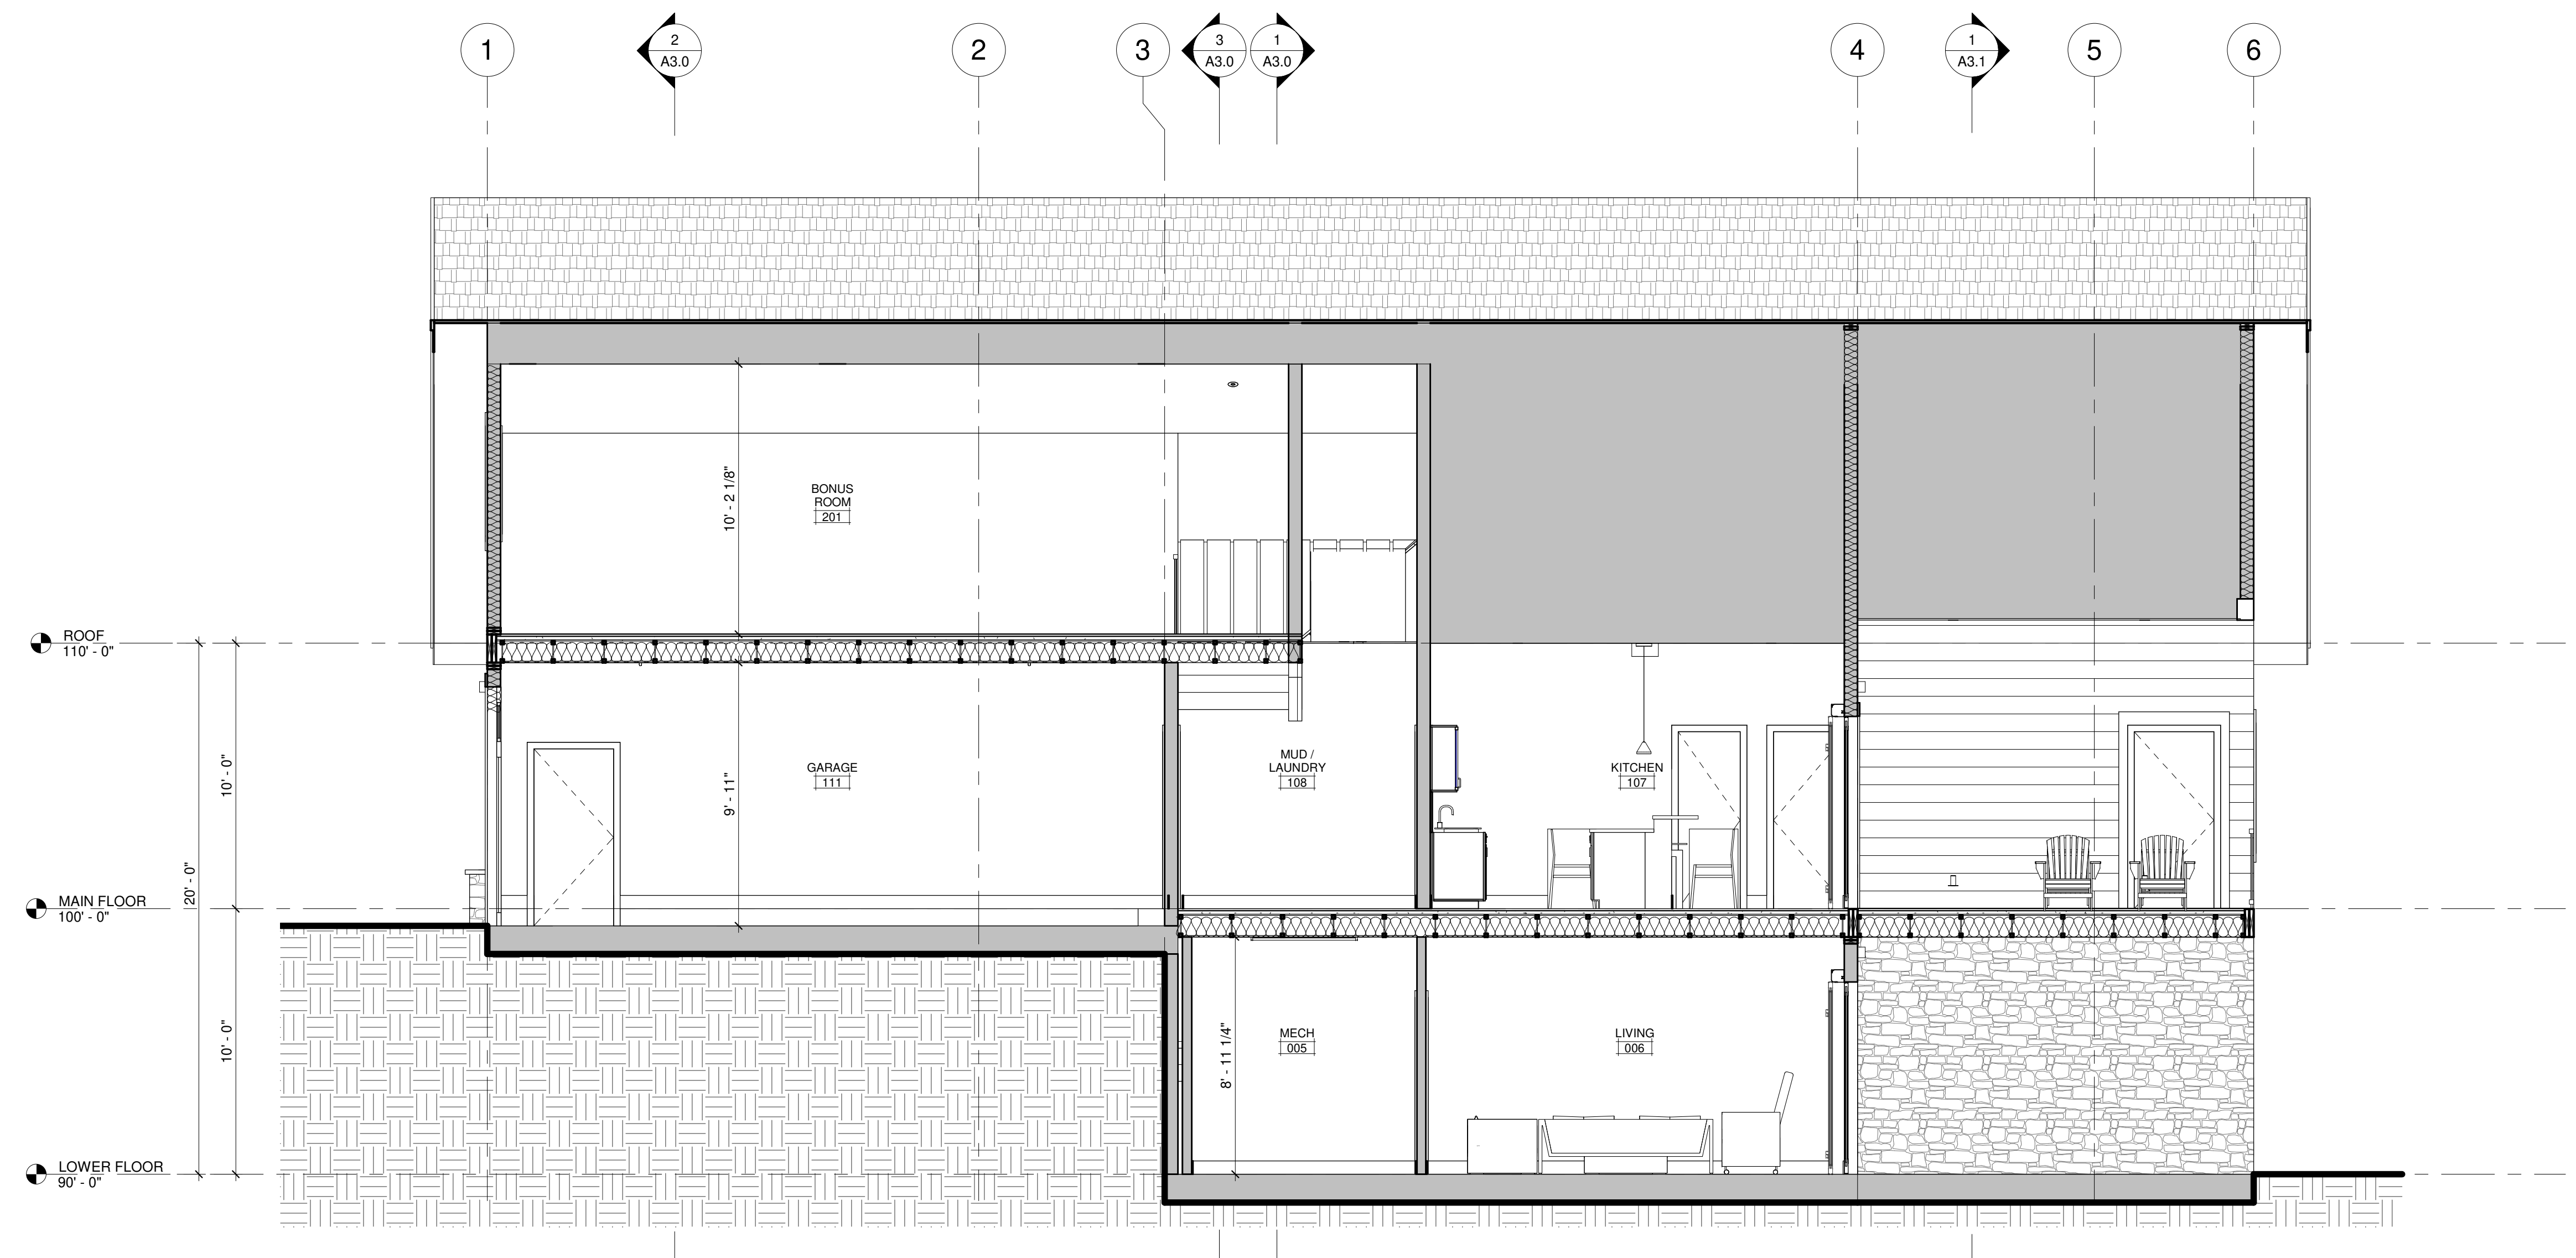 1
2
A3.0
2
3
3
A3.0
1
A3.0
4
1
A3.1
5
6
BONUS
ROOM
201
10' - 2 1/8"
ROOF
110' - 0"
GARAGE
111
9' - 11"
MUD /
LAUNDRY
108
KITCHEN
107
10' - 0"
20' - 0"
MAIN FLOOR
100' - 0"
10' - 0"
MECH
005
8' - 11 1/4"
LIVING
006
LOWER FLOOR
90' - 0"